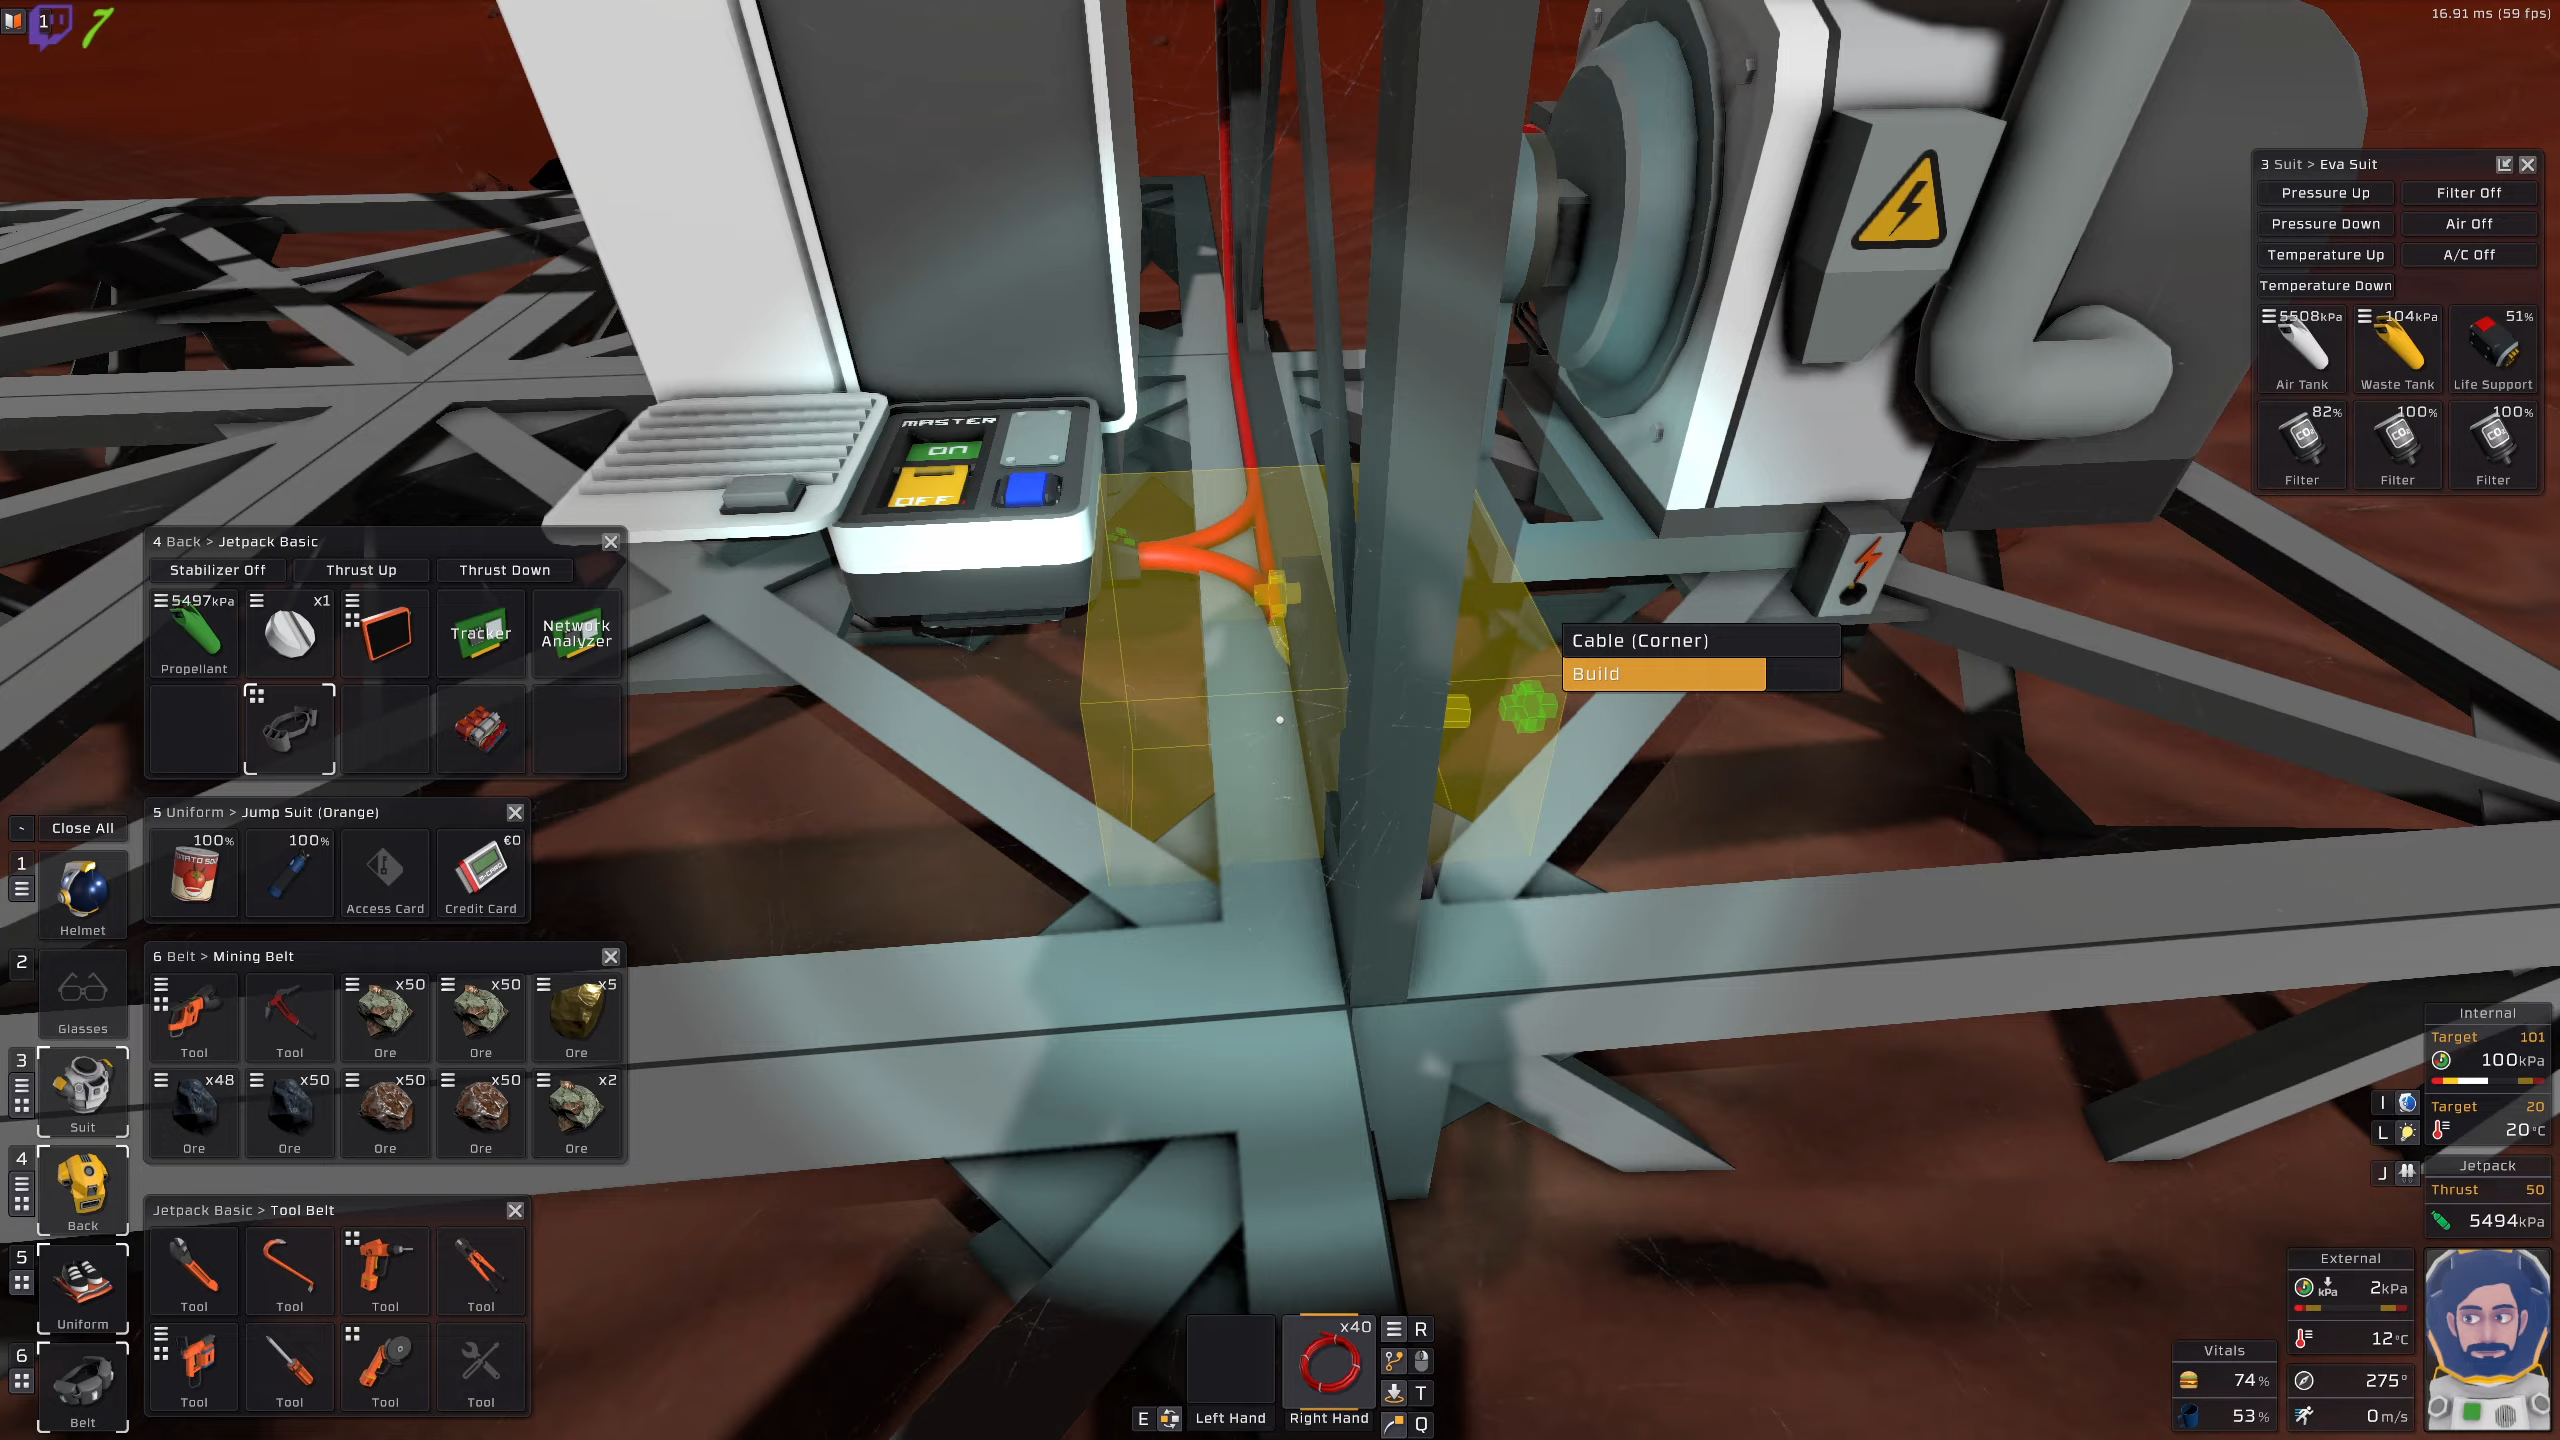 1
7
16.91 ms (59 fps)
3 Suit > Eva Suit
Pressure Up
Filter Off
Pressure Down
Air Off
Temperature Up
A/C Off
Temperature Down
5508kPa
104kPa
51%
Air Tank
Waste Tank
Life Support
82%
100%
100%
CO₂
CO₂
CO₂
Filter
Filter
Filter
MASTER
ON
OFF
4 Back > Jetpack Basic
Stabilizer Off
Thrust Up
Thrust Down
5497kPa
x1
Tracker
Network
Analyzer
Propellant
Cable (Corner)
Build
5 Uniform > Jump Suit (Orange)
100%
100%
€0
TOMATO SOUP
Access Card
Credit Card
~
Close All
1
Helmet
2
Glasses
3
Suit
4
Back
5
Uniform
6
Belt
6 Belt > Mining Belt
x50
x50
x5
Tool
Tool
Ore
Ore
Ore
x48
x50
x50
x50
x2
Ore
Ore
Ore
Ore
Ore
Jetpack Basic > Tool Belt
Tool
Tool
Tool
Tool
Tool
Tool
Tool
Tool
x40
R
T
E
Left Hand
Right Hand
Q
Internal
Target 101
100kPa
Target 20
20°C
I
L
J
Jetpack
Thrust 50
5494kPa
External
kPa
2kPa
12°C
275°
0m/s
Vitals
74%
53%